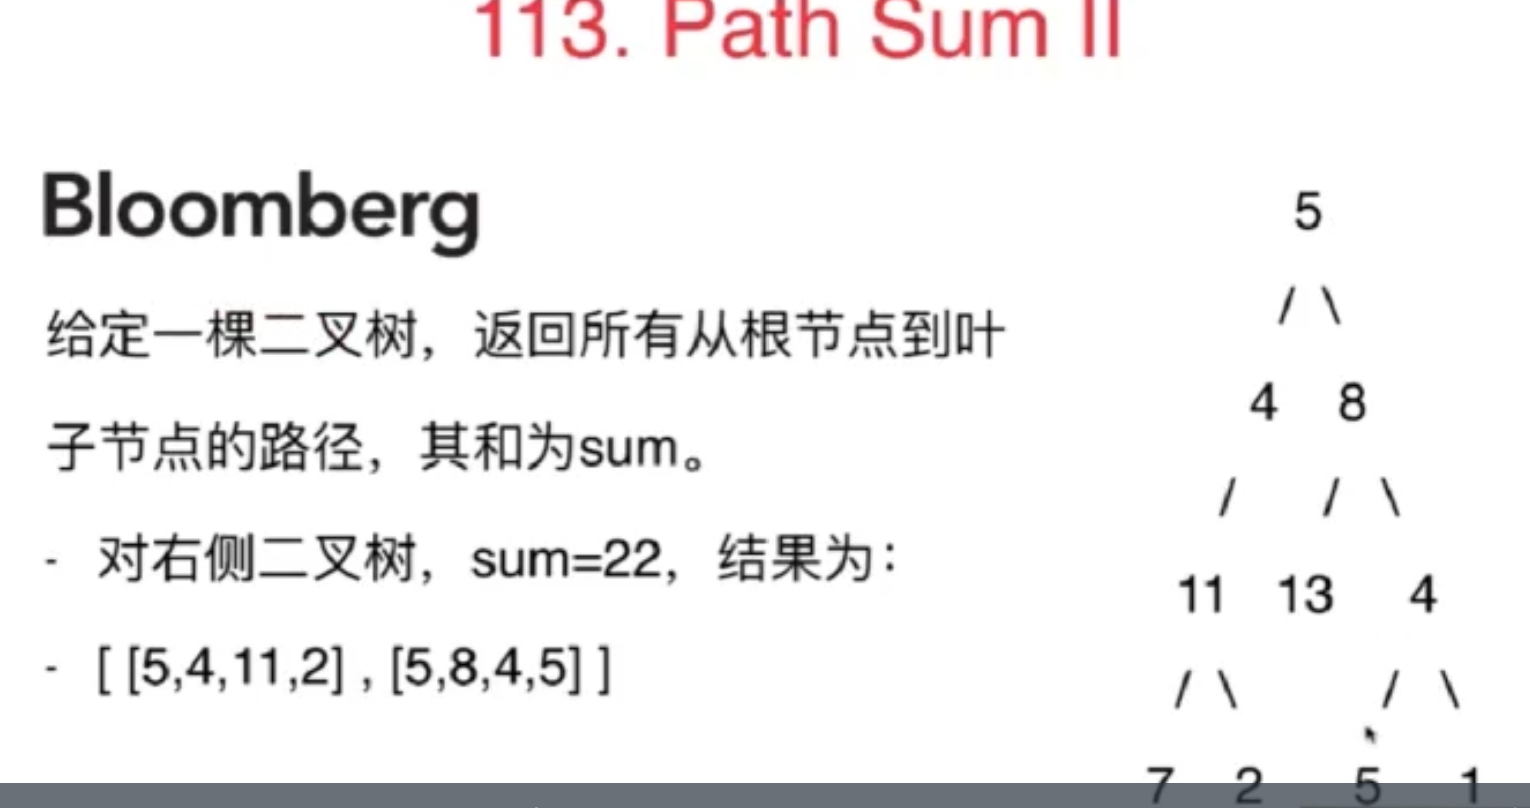 113. Path Sum II
Bloomberg
给定一棵二叉树，返回所有从根节点到叶
子节点的路径，其和为sum。
- 对右侧二叉树，sum=22，结果为：
- [ [5,4,11,2] , [5,8,4,5] ]
5
/ \
4 8
/ / \
11 13 4
/ \ / \
7 2 5 1